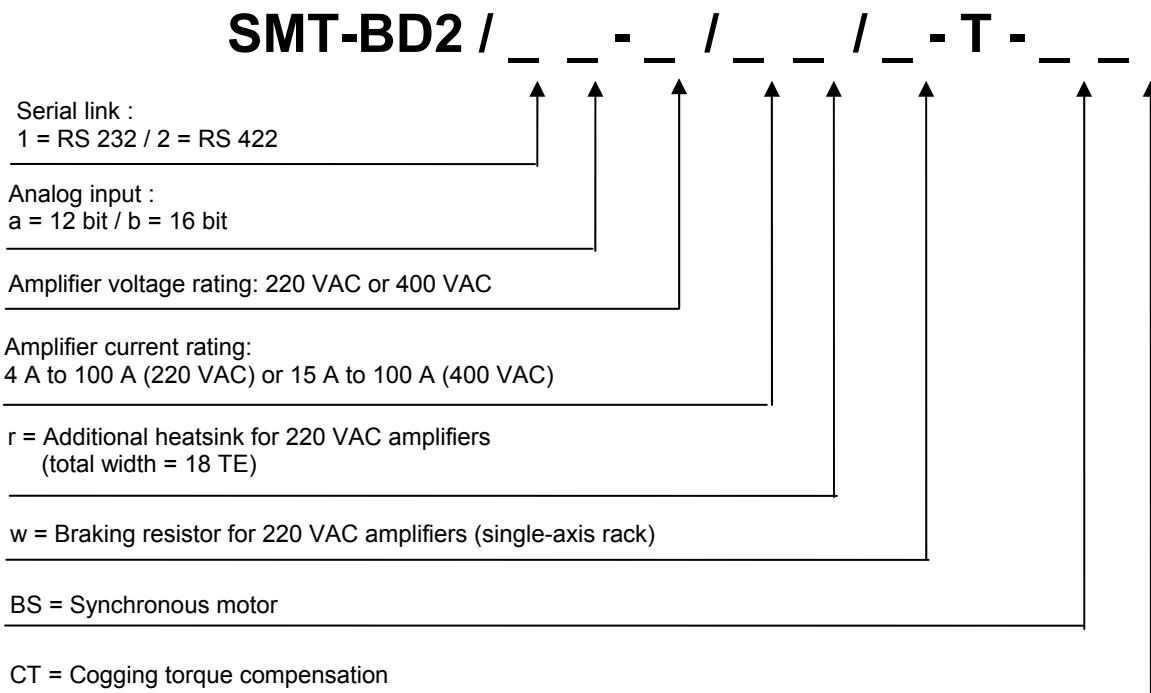 SMT-BD2 / _ _ - _ / _ _ / _ - T - _ _
Serial link :
1 = RS 232 / 2 = RS 422
Analog input :
a = 12 bit / b = 16 bit
Amplifier voltage rating: 220 VAC or 400 VAC
Amplifier current rating:
4 A to 100 A (220 VAC) or 15 A to 100 A (400 VAC)
r = Additional heatsink for 220 VAC amplifiers
(total width = 18 TE)
w = Braking resistor for 220 VAC amplifiers (single-axis rack)
BS = Synchronous motor
CT = Cogging torque compensation